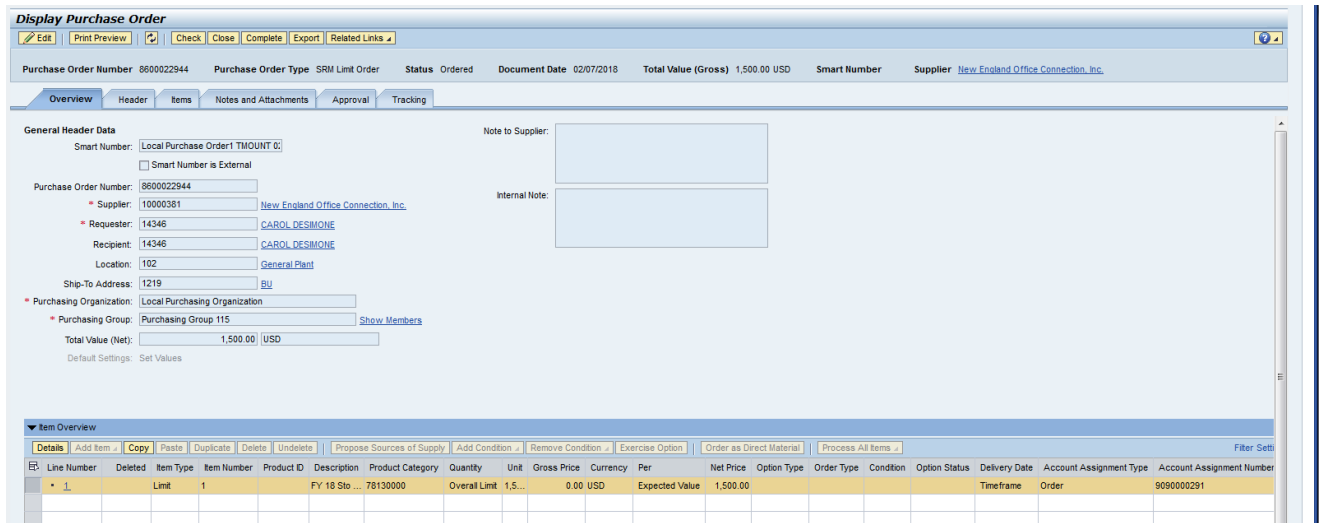 Display Purchase Order
Edit Print Preview Check Close Complete Export Related Links
Purchase Order Number 8600022944 Purchase Order Type SRM Limit Order Status Ordered Document Date 02/07/2018 Total Value (Gross) 1,500.00 USD Smart Number Supplier New England Office Connection, Inc.
Overview Header Items Notes and Attachments Approval Tracking
General Header Data
Smart Number: Local Purchase Order1 TMOUNT 02
Smart Number is External
Purchase Order Number: 8600022944
* Supplier: 10000381 New England Office Connection, Inc.
* Requester: 14346 CAROL DESIMONE
Recipient: 14346 CAROL DESIMONE
Location: 102 General Plant
Ship-To Address: 1219 BU
* Purchasing Organization: Local Purchasing Organization
* Purchasing Group: Purchasing Group 115 Show Members
Total Value (Net): 1,500.00 USD
Default Settings: Set Values
Note to Supplier:
Internal Note:
Item Overview
Details Add Item Copy Paste Duplicate Delete Undelete Propose Sources of Supply Add Condition Remove Condition Exercise Option Order as Direct Material Process All Items Filter Setti
Line Number Deleted Item Type Item Number Product ID Description Product Category Quantity Unit Gross Price Currency Per Net Price Option Type Order Type Condition Option Status Delivery Date Account Assignment Type Account Assignment Number
• 1 Limit 1 FY 18 Sto ... 78130000 Overall Limit 1,5... 0.00 USD Expected Value 1,500.00 Timeframe Order 9090000291